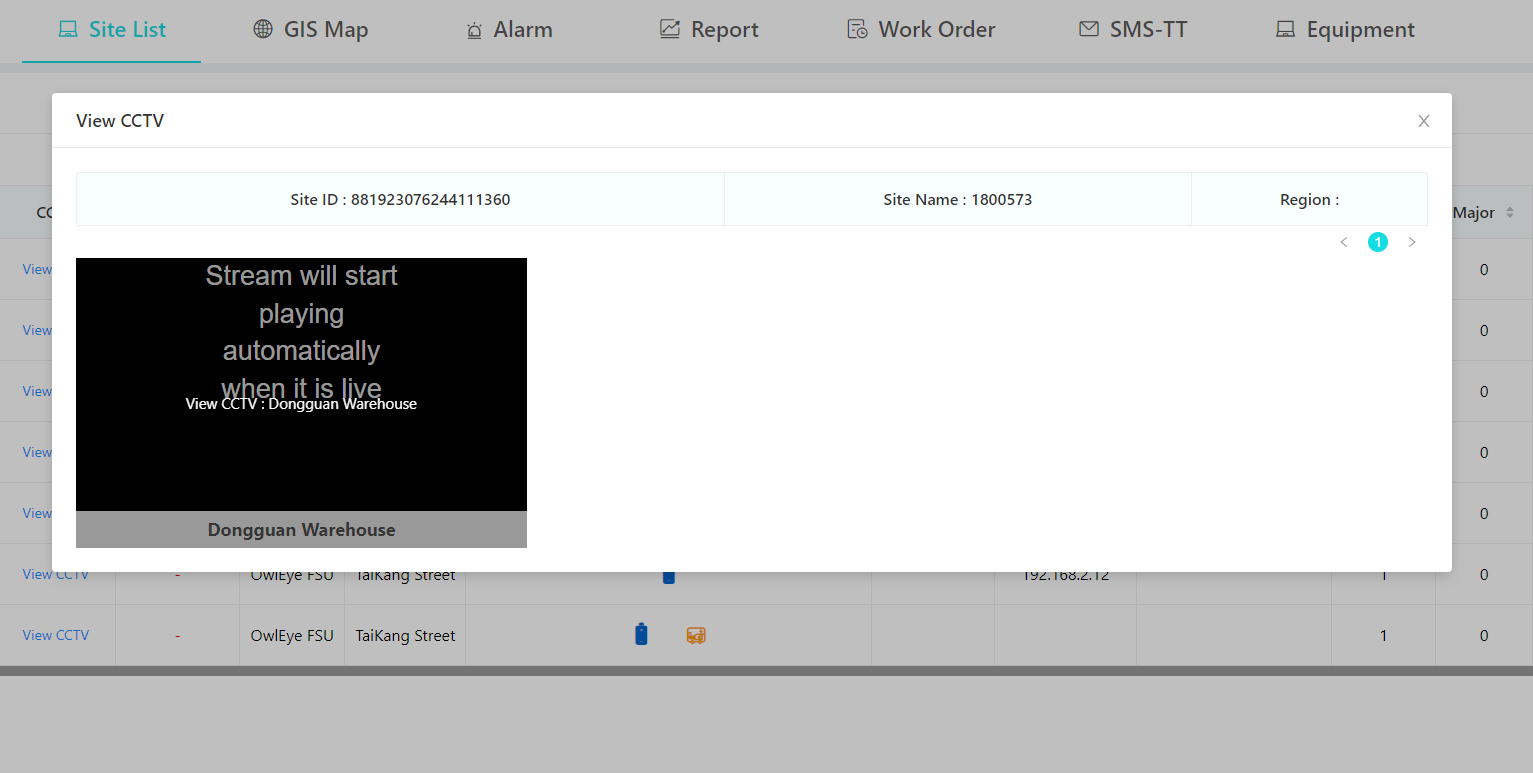 Site List GIS Map Alarm Report Work Order SMS-TT Equipment
View CCTV
Site ID : 881923076244111360 Site Name : 1800573 Region :
Major
1
View 0
Stream will start
playing
View 0
automatically
when it is live
View 0
View CCTV : Dongguan Warehouse
View 0
View 0
Dongguan Warehouse
View CCTV - OwlEye FSU TaiKang Street 192.168.2.12 1 0
View CCTV - OwlEye FSU TaiKang Street 1 0